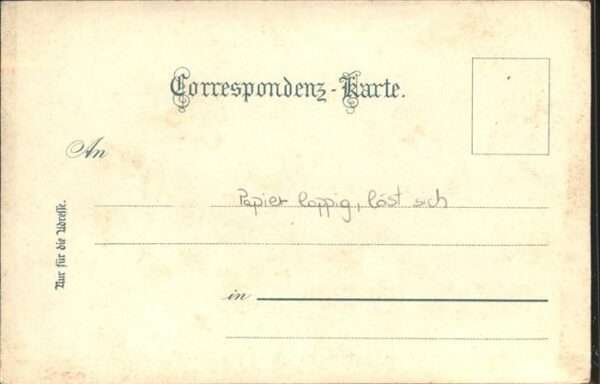 Correspondenz-Karte.
An
Papier lappig, löst sich
in
Nur für die Adresse.